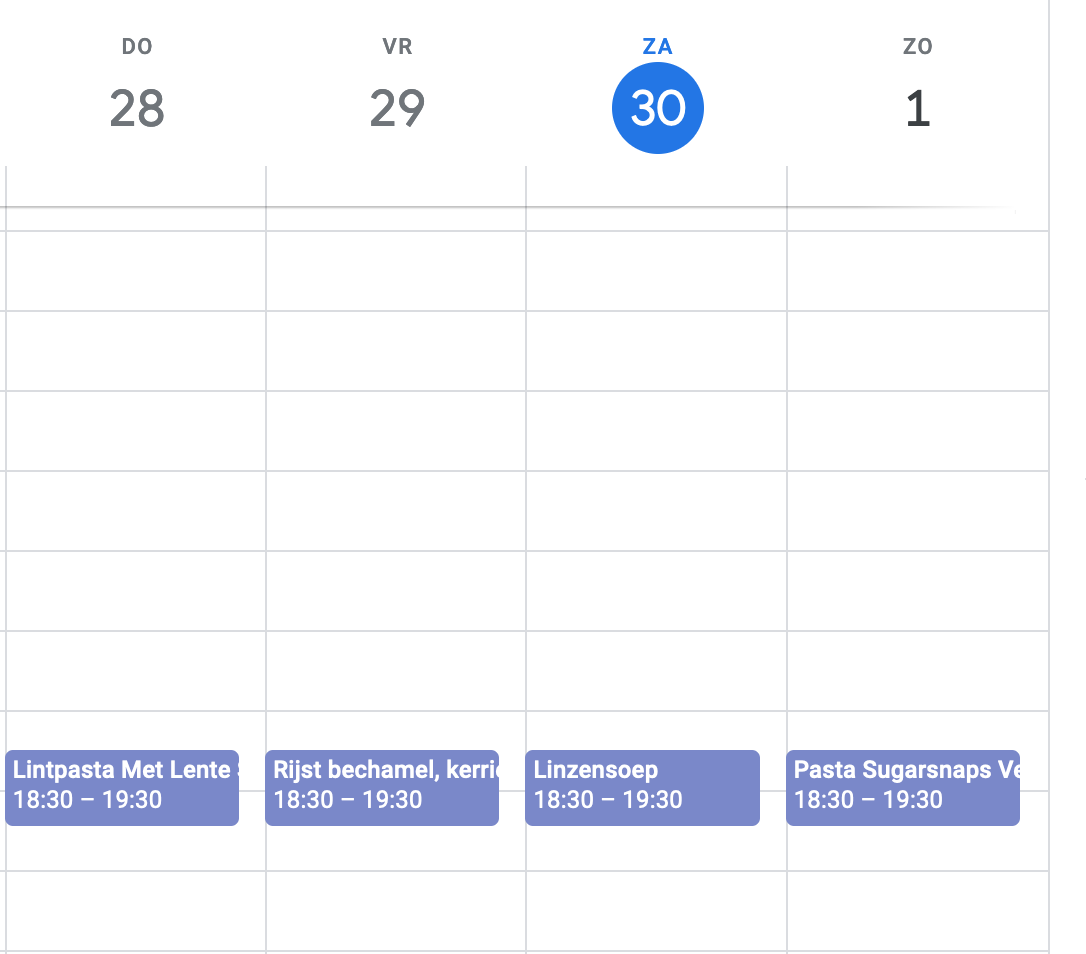 DO
VR
ZA
ZO
28
29
30
1
Lintpasta Met Lente
18:30 – 19:30
Rijst bechamel,
18:30 – 19:30
Linzensoep
18:30 – 19:30
Pasta Sugarsnaps
18:30 – 19:30